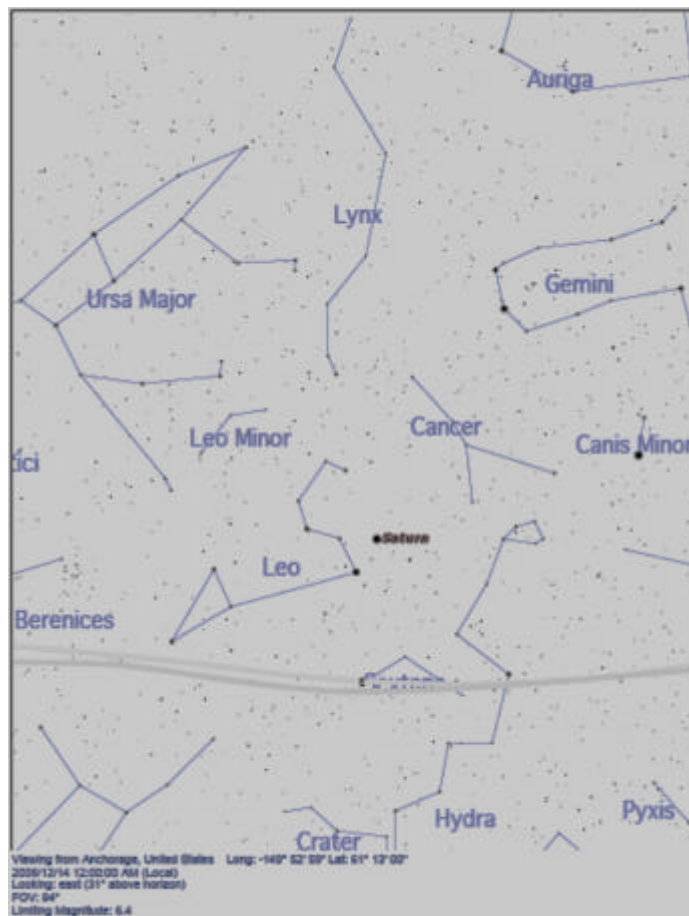 Auriga
Lynx
Gemini
Ursa Major
Leo Minor
Cancer
Canis Minor
tici
Saturn
Leo
Berenices
Hydra
Pyxis
Crater
Viewing from Anchorage, United States Long: -149° 52' 59" Lat: 61° 13' 00"
2006/12/14 12:00:00 AM (Local)
Looking: east (31° above horizon)
FOV: 94°
Limiting Magnitude: 6.4